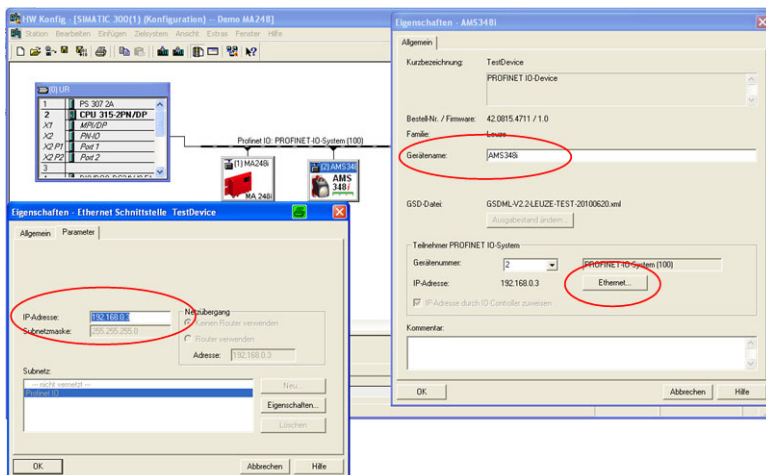 HW Konfig - [SIMATIC 300(1) (Konfiguration) -- Demo MA248i]
Station Bearbeiten Einfügen Zielsystem Ansicht Extras Fenster Hilfe
(0) UR
1 PS 307 2A
2 CPU 315-2PN/DP
X1 MPI/DP
X2 PN-IO
X2 P1 Port 1
X2 P2 Port 2
3
Profinet IO: PROFINET-IO-System (100)
(1) MA248i
MA 248i
(2) AMS348
AMS
348i
Eigenschaften - AMS348i
Allgemein
Kurzbezeichnung: TestDevice
PROFINET IO-Device
Bestell-Nr. / Firmware: 42.0815.4711 / 1.0
Familie: Leuze
Gerätename: AMS348i
GSD-Datei: GSDML-V2.2-LEUZE-TEST-20100620.xml
Ausgabestand ändern...
Teilnehmer PROFINET IO-System
Gerätenummer: 2 PROFINET-IO-System (100)
IP-Adresse: 192.168.0.3 Ethernet...
IP-Adresse durch IO Controller zuweisen
Kommentar:
OK Abbrechen Hilfe
Eigenschaften - Ethernet Schnittstelle TestDevice
Allgemein Parameter
IP-Adresse: 192.168.0.3
Subnetzmaske: 255.255.255.0
Netzübergang
Keinen Router verwenden
Router verwenden
Adresse: 192.168.0.3
Subnetz:
--- nicht vernetzt ---
Profinet IO
Neu...
Eigenschaften...
Löschen
OK Abbrechen Hilfe